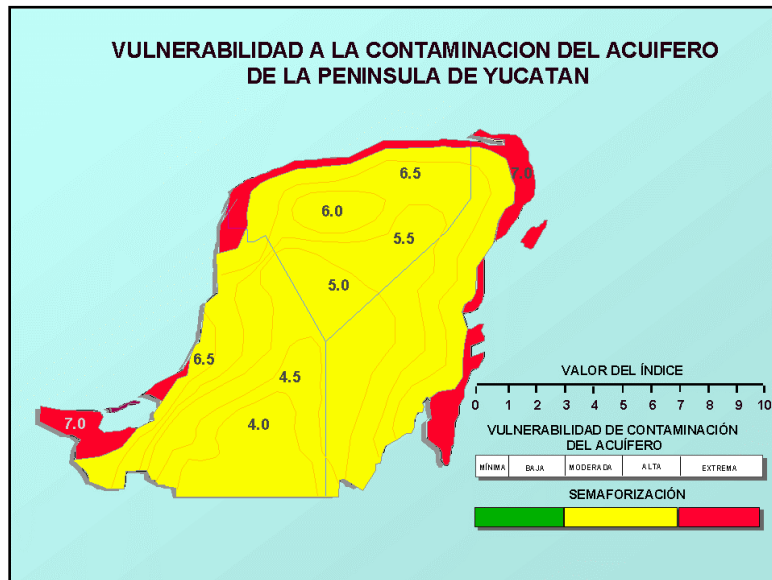 VULNERABILIDAD A LA CONTAMINACION DEL ACUIFERO
DE LA PENINSULA DE YUCATAN
6.5
7.0
6.0
5.5
5.0
6.5
4.5
7.0
4.0
VALOR DEL ÍNDICE
0 1 2 3 4 5 6 7 8 9 10
VULNERABILIDAD DE CONTAMINACIÓN
DEL ACUÍFERO
MÍNIMA BAJA MODERADA ALTA EXTREMA
SEMAFORIZACIÓN